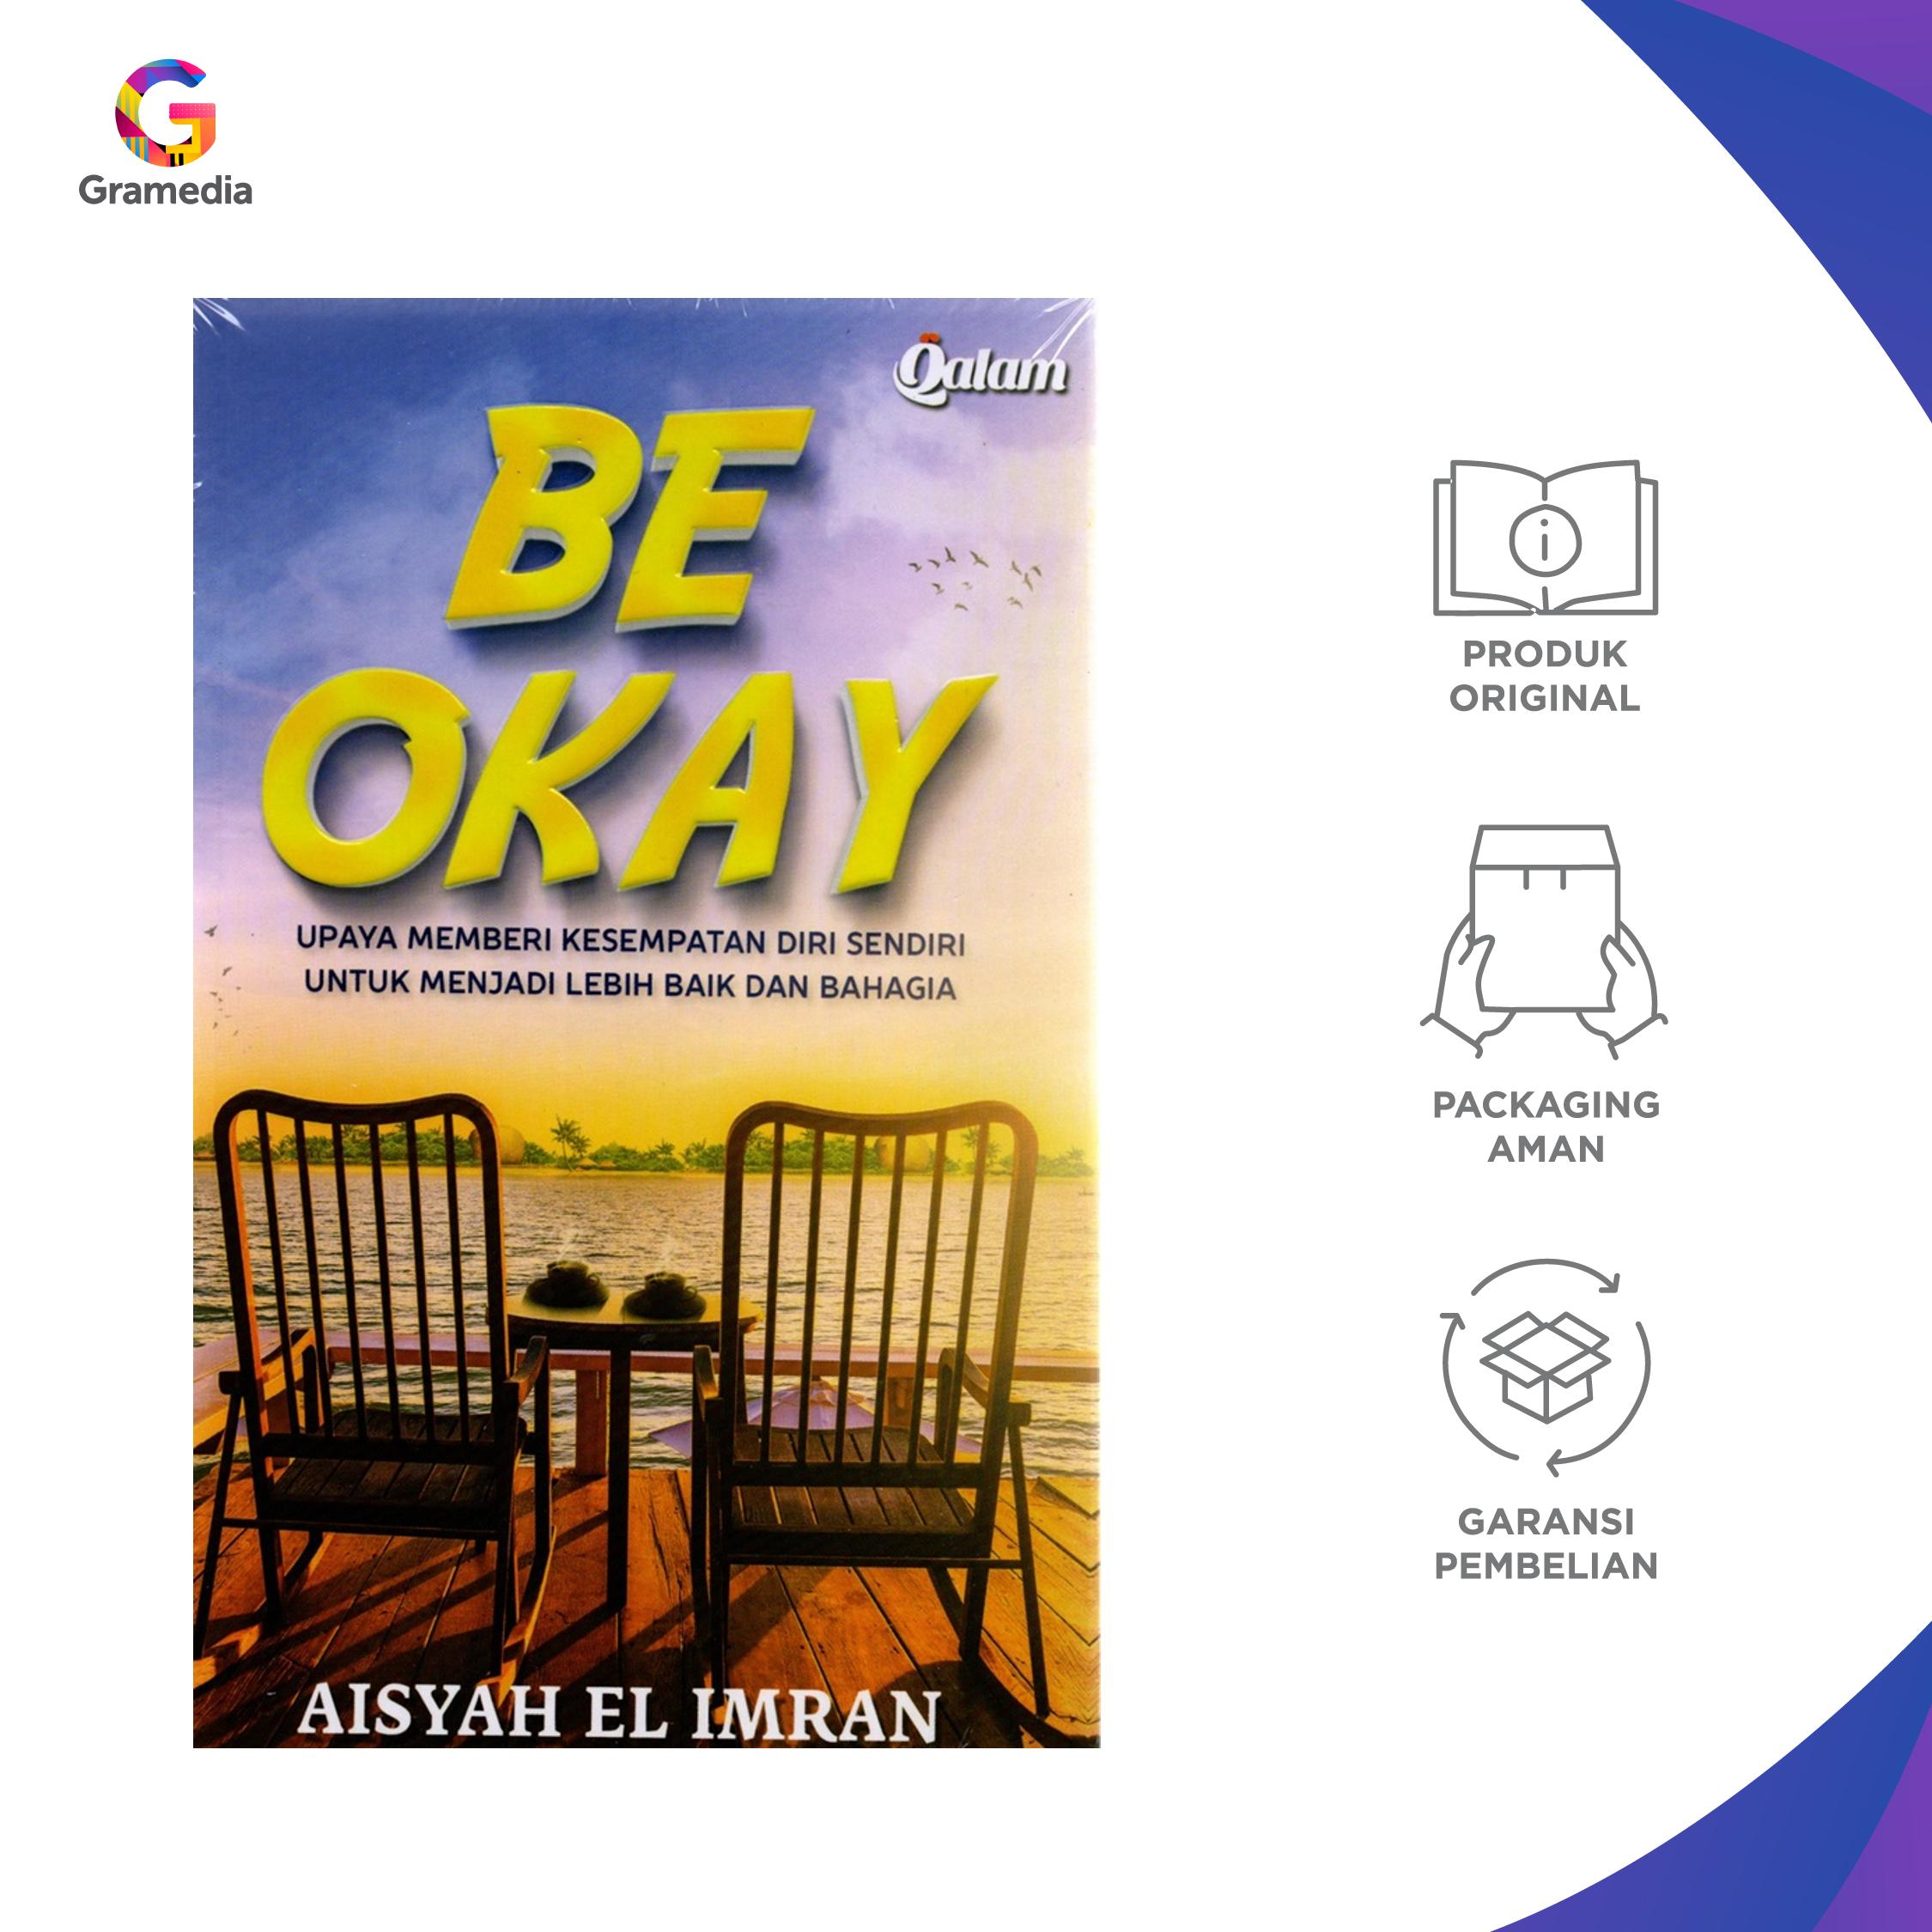 Gramedia
Qalam
BE
OKAY
UPAYA MEMBERI KESEMPATAN DIRI SENDIRI
UNTUK MENJADI LEBIH BAIK DAN BAHAGIA
AISYAH EL IMRAN
PRODUK
ORIGINAL
PACKAGING
AMAN
GARANSI
PEMBELIAN